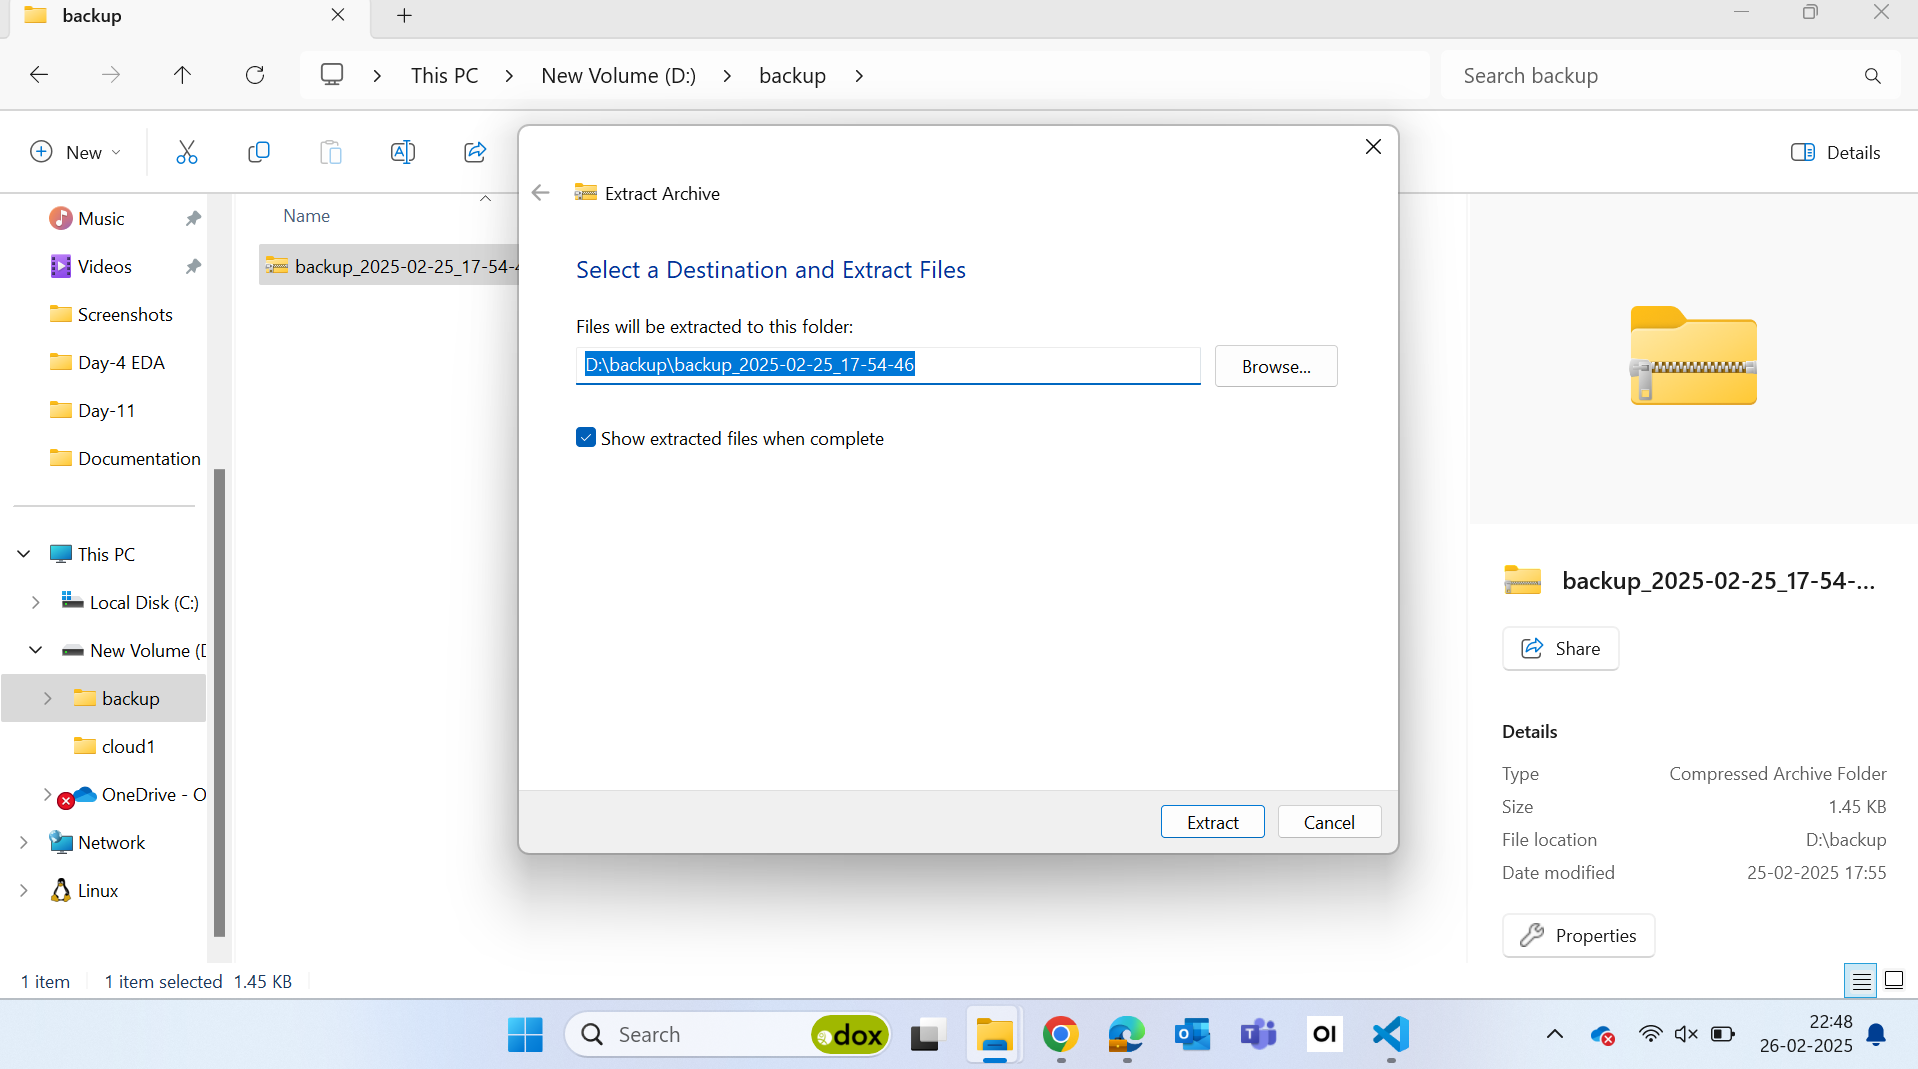 backup
This PC
New Volume (D:)
backup
Search backup
New
Details
Extract Archive
Select a Destination and Extract Files
Files will be extracted to this folder:
D:\backup\backup_2025-02-25_17-54-46
Browse...
Show extracted files when complete
Extract
Cancel
Name
backup_2025-02-25_17-54-4
Music
Videos
Screenshots
Day-4 EDA
Day-11
Documentation
This PC
Local Disk (C:)
New Volume (D
backup
cloud1
OneDrive - O
Network
Linux
backup_2025-02-25_17-54-...
Share
Details
Type Compressed Archive Folder
Size 1.45 KB
File location D:\backup
Date modified 25-02-2025 17:55
Properties
1 item 1 item selected 1.45 KB
Search
dox
OI
22:48
26-02-2025